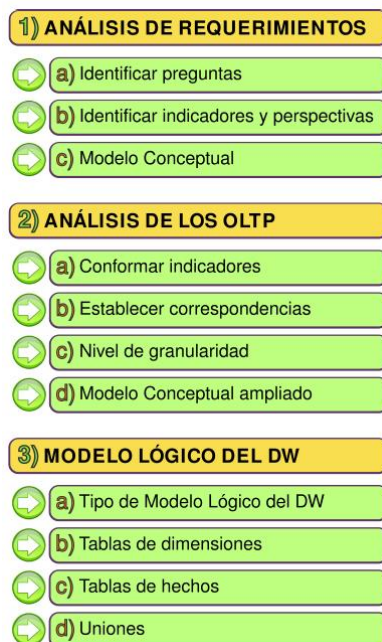 1) ANÁLISIS DE REQUERIMIENTOS
a) Identificar preguntas
b) Identificar indicadores y perspectivas
c) Modelo Conceptual
2) ANÁLISIS DE LOS OLTP
a) Conformar indicadores
b) Establecer correspondencias
c) Nivel de granularidad
d) Modelo Conceptual ampliado
3) MODELO LÓGICO DEL DW
a) Tipo de Modelo Lógico del DW
b) Tablas de dimensiones
c) Tablas de hechos
d) Uniones